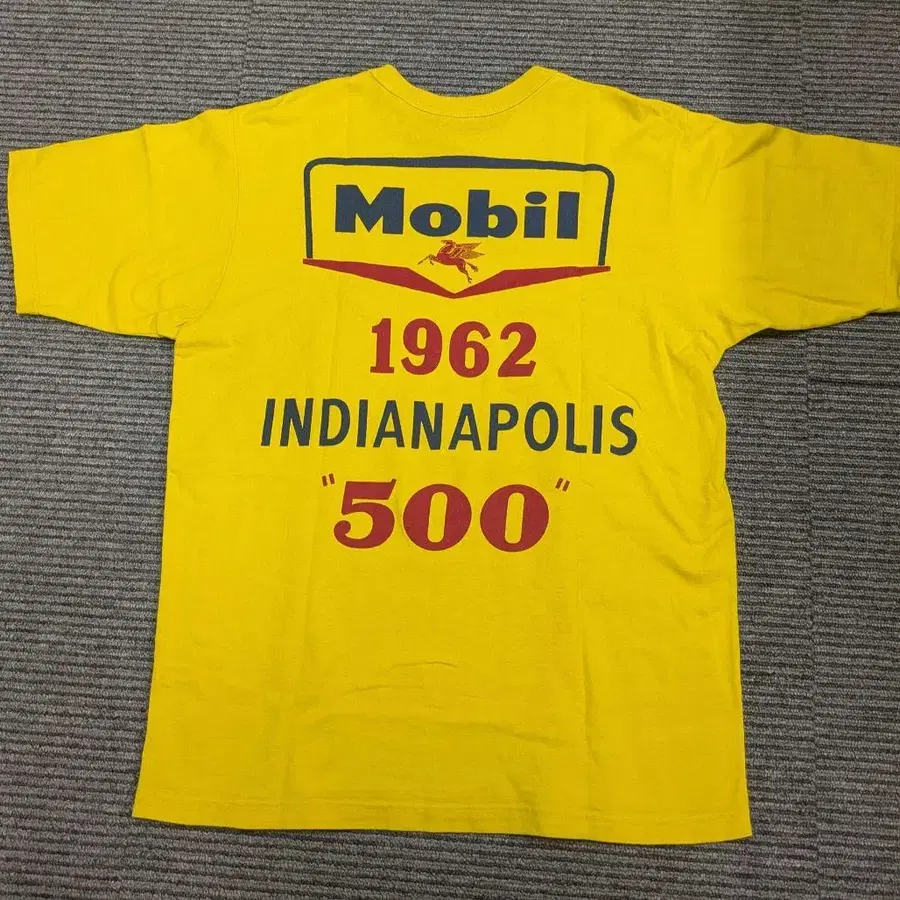 Mobil
1962
INDIANAPOLIS
"500"